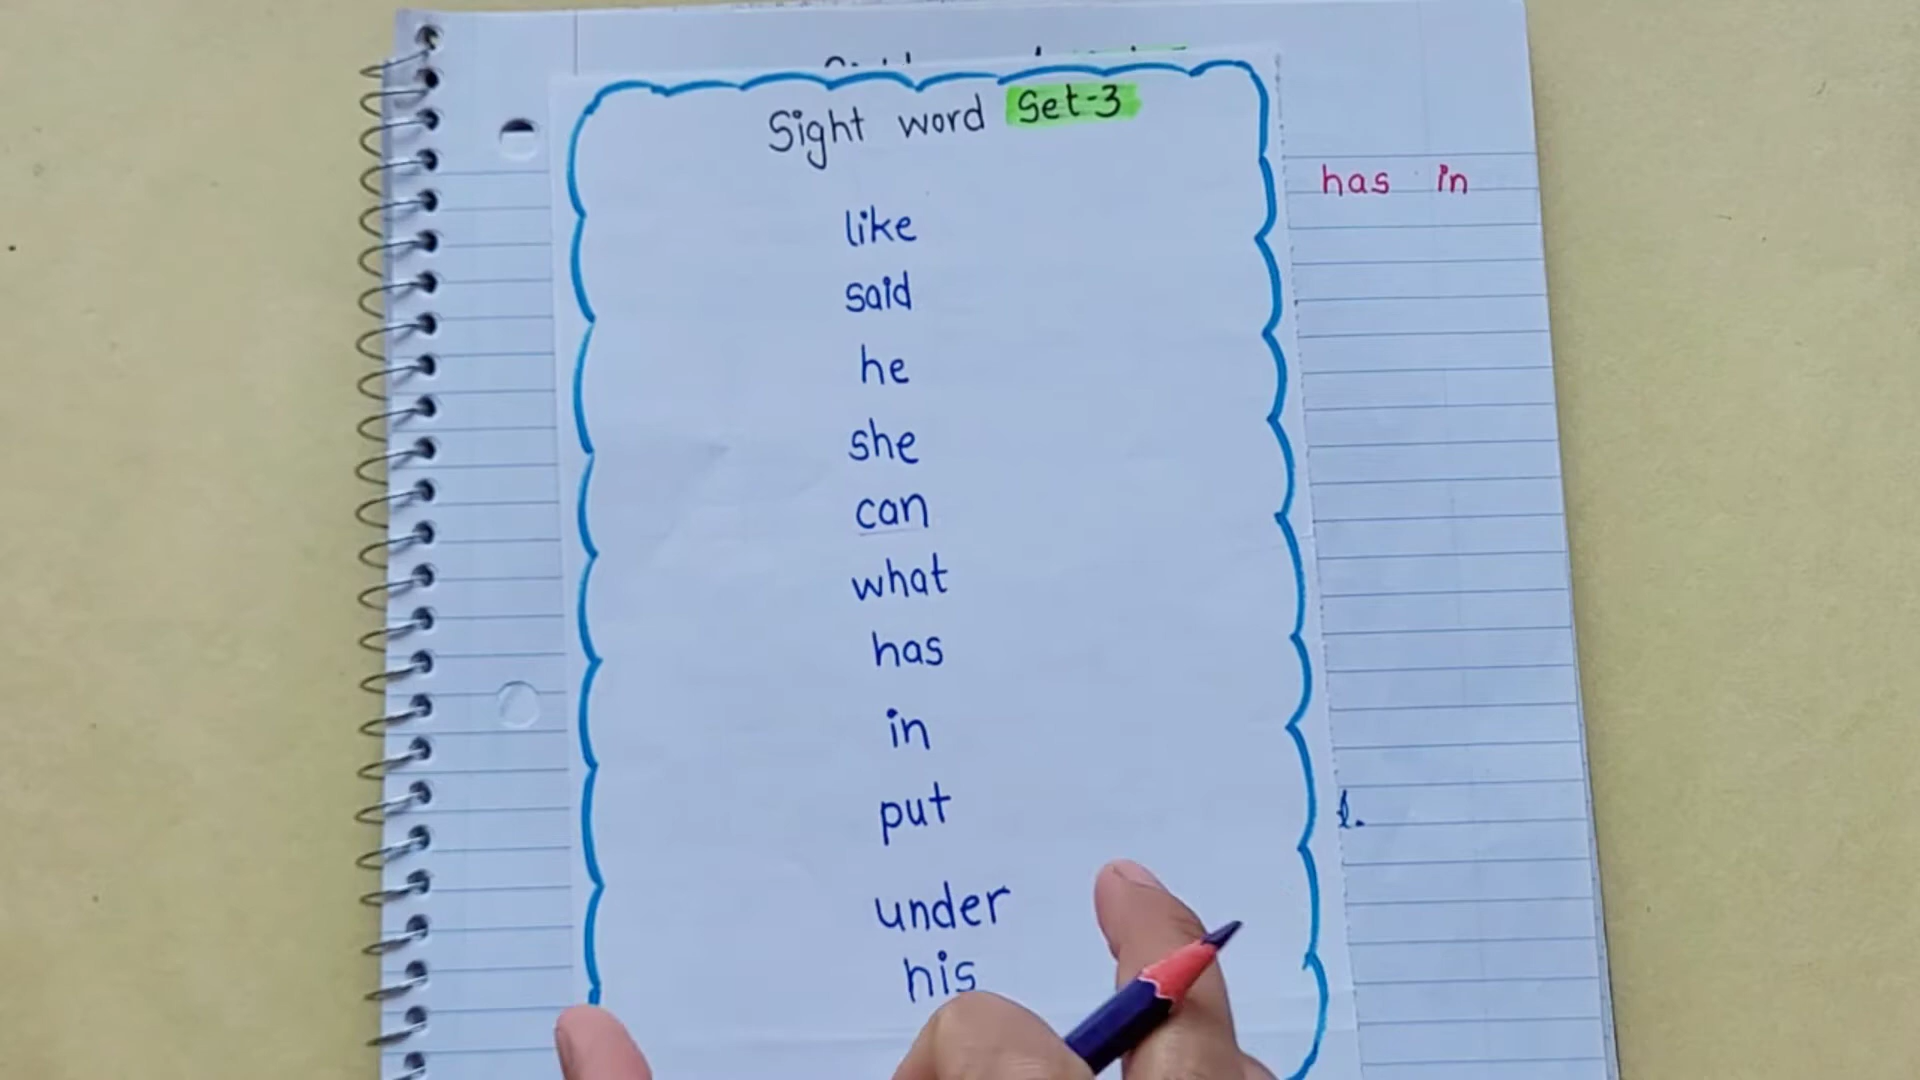 Sight word Set-3
has in
like
said
he
she
can
what
has
in
put
under
his